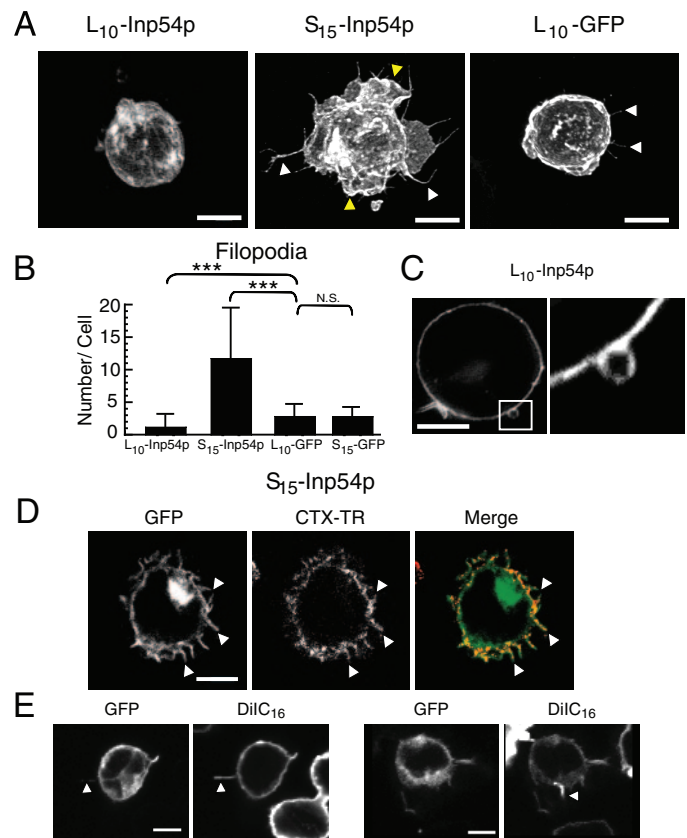 A
L10-Inp54p S15-Inp54p L10-GFP
B
Filopodia
*** *** N.S.
Number/ Cell
20
15
10
5
0
L10-Inp54p S15-Inp54p L10-GFP S15-GFP
C
L10-Inp54p
S15-Inp54p
D
GFP CTX-TR Merge
E
GFP DiIC16 GFP DiIC16